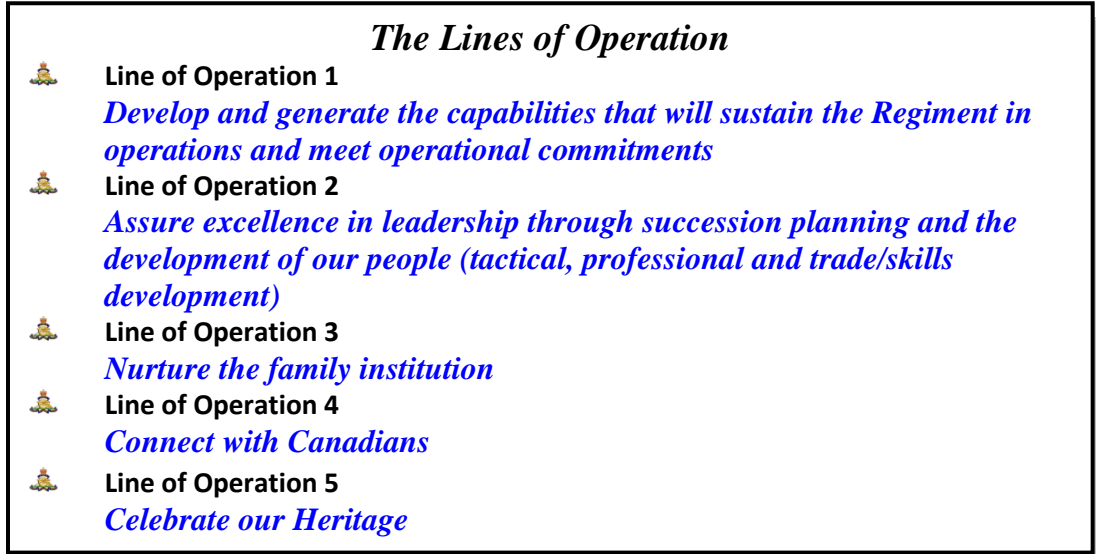 The Lines of Operation
Line of Operation 1
Develop and generate the capabilities that will sustain the Regiment in
operations and meet operational commitments
Line of Operation 2
Assure excellence in leadership through succession planning and the
development of our people (tactical, professional and trade/skills
development)
Line of Operation 3
Nurture the family institution
Line of Operation 4
Connect with Canadians
Line of Operation 5
Celebrate our Heritage